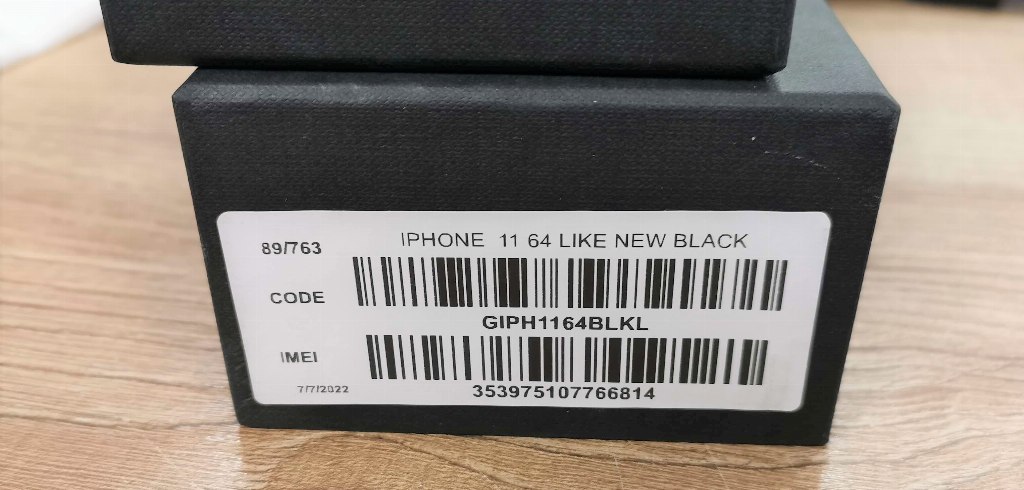 89/763
IPHONE 11 64 LIKE NEW BLACK
CODE
GIPH1164BLKL
IMEI
7/7/2022
353975107766814